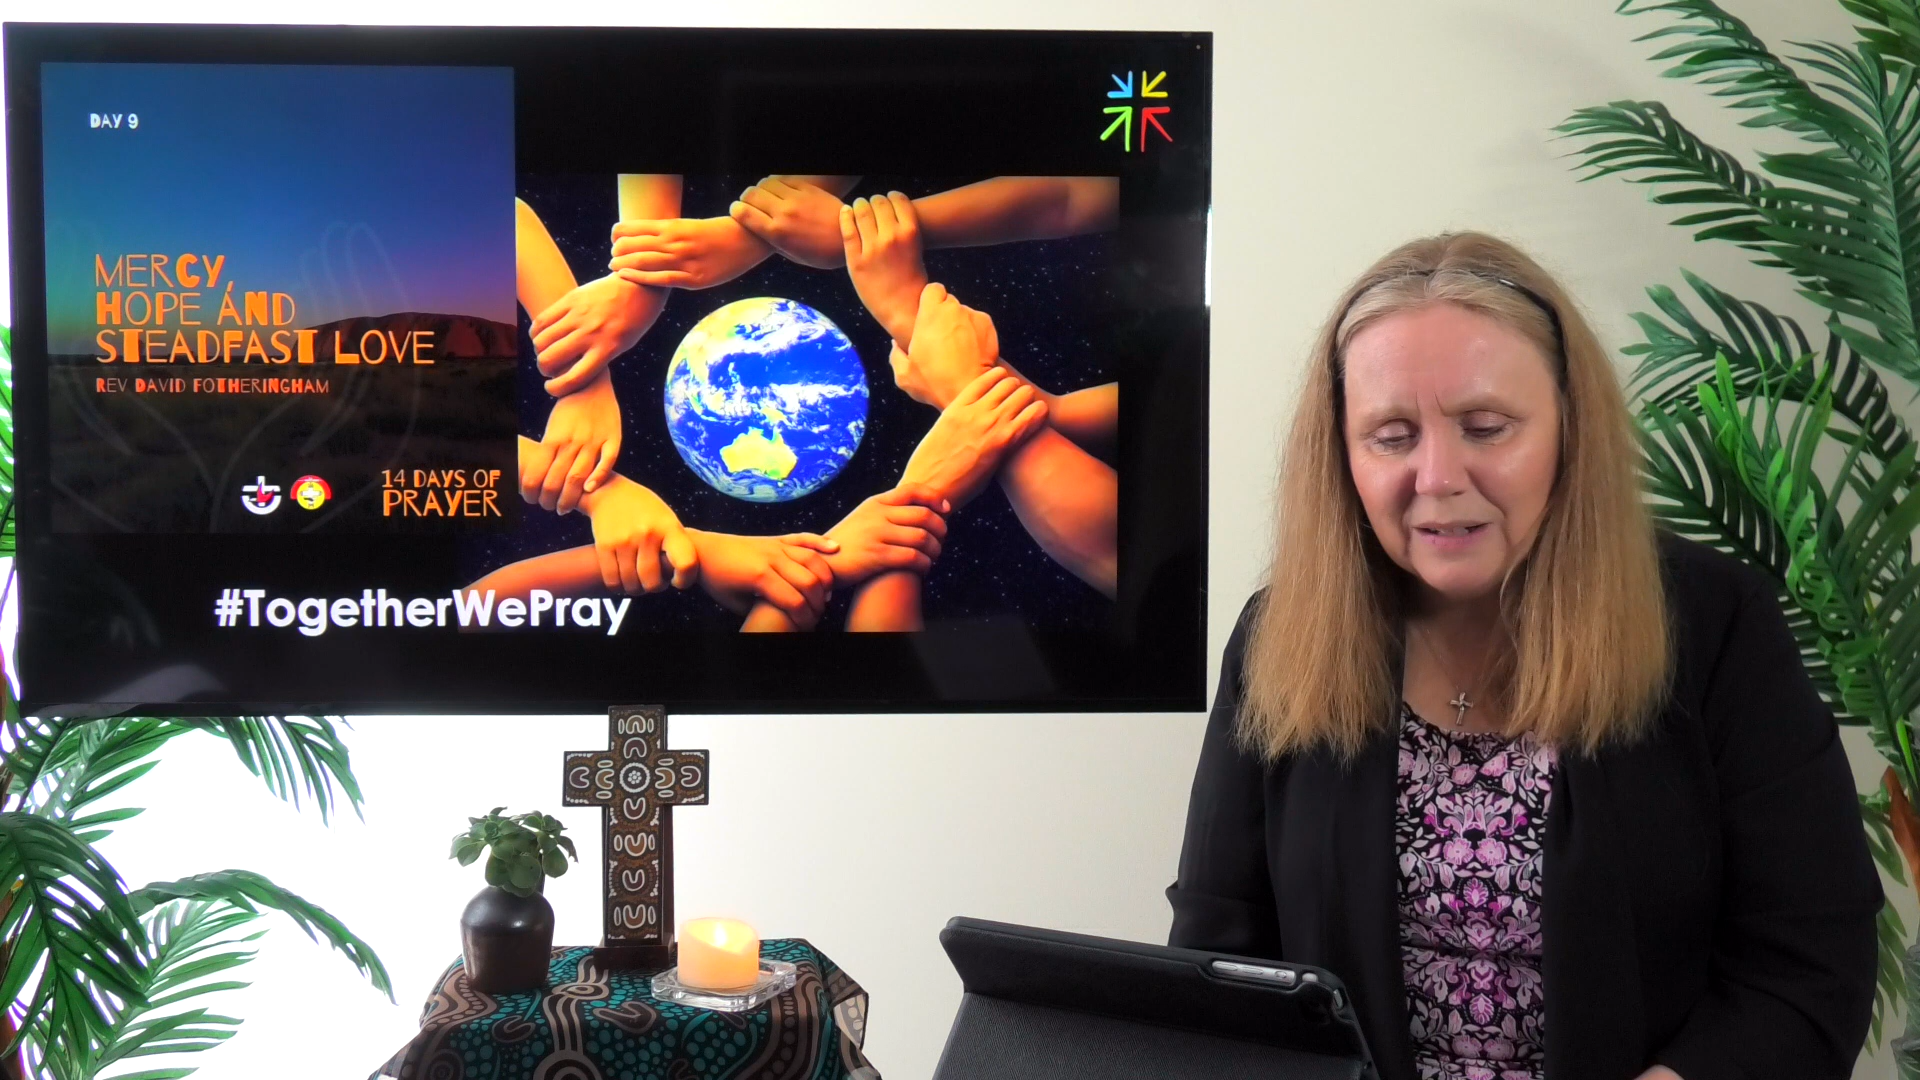 DAY 9
MERCY,
HOPE AND
STEADFAST LOVE
REV DAVID FOTHERINGHAM
14 DAYS OF
PRAYER
#TogetherWePray